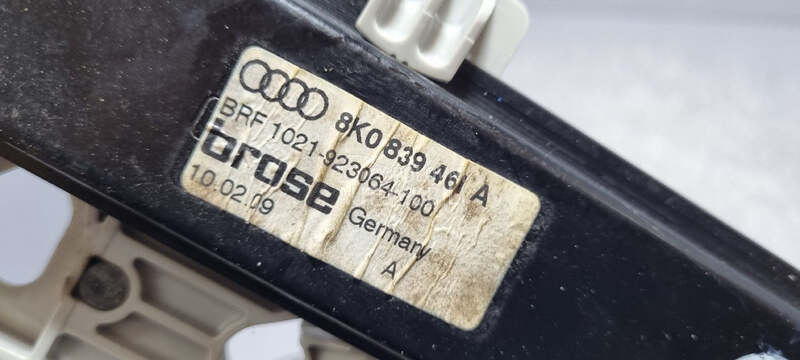 8K0 839 461 A
BRF 1021-923064-100
brose
10.02.09 Germany
A